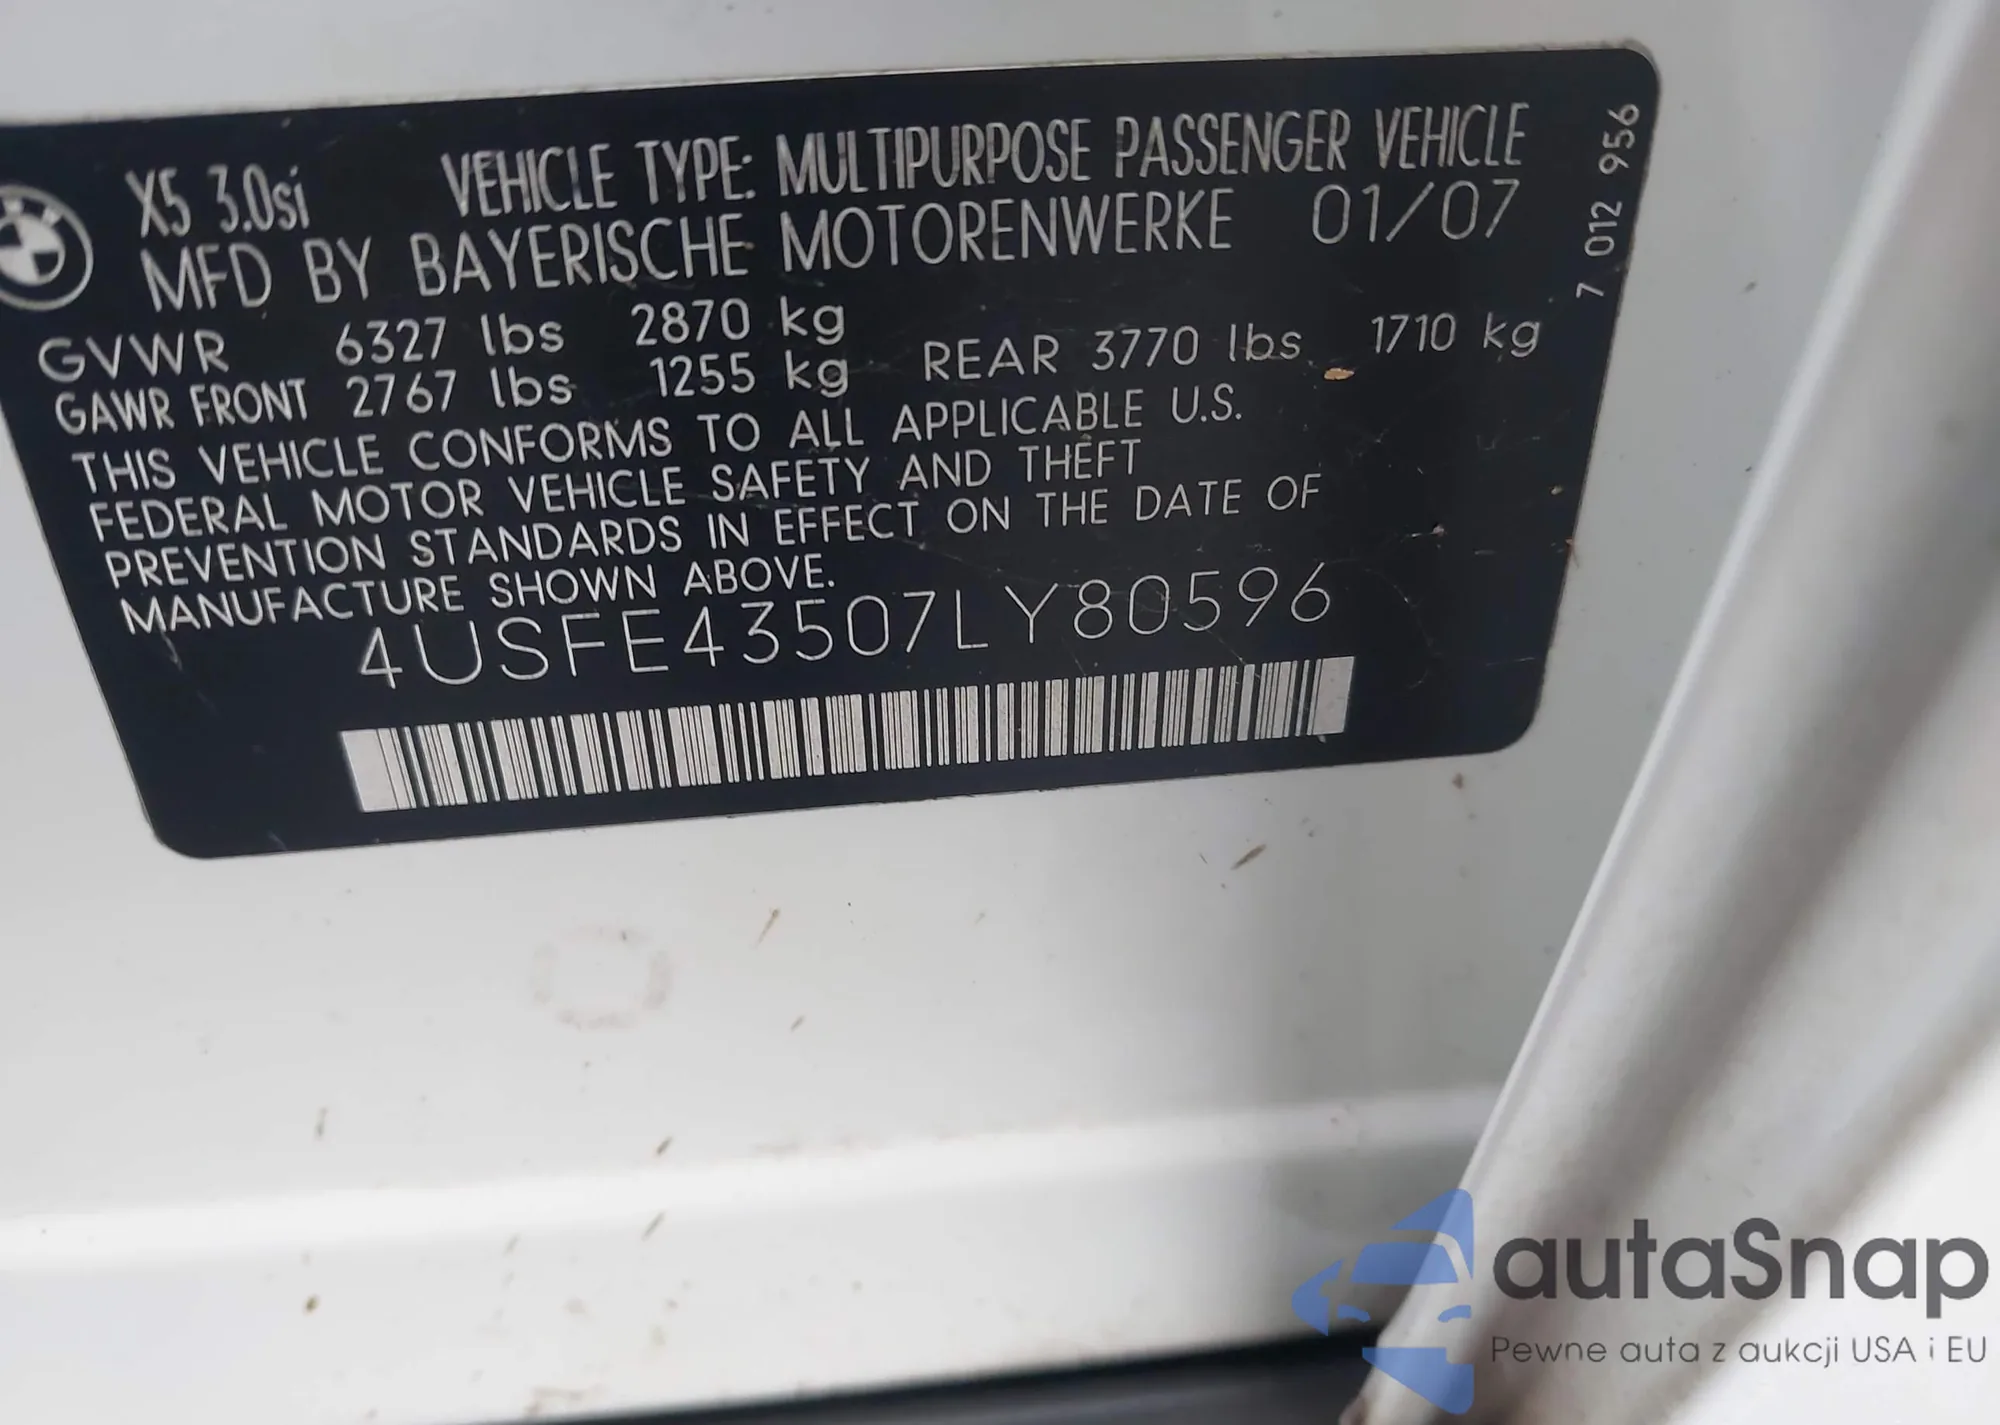 X5 3.0si VEHICLE TYPE: MULTIPURPOSE PASSENGER VEHICLE
MFD BY BAYERISCHE MOTORENWERKE 01/07
GVWR 6327 lbs 2870 kg
GAWR FRONT 2767 lbs 1255 kg REAR 3770 lbs 1710 kg
THIS VEHICLE CONFORMS TO ALL APPLICABLE U.S.
FEDERAL MOTOR VEHICLE SAFETY AND THEFT
PREVENTION STANDARDS IN EFFECT ON THE DATE OF
MANUFACTURE SHOWN ABOVE.
4USFE43507LY80596
7 012 956
autaSnap
Pewne auta z aukcji USA i EU